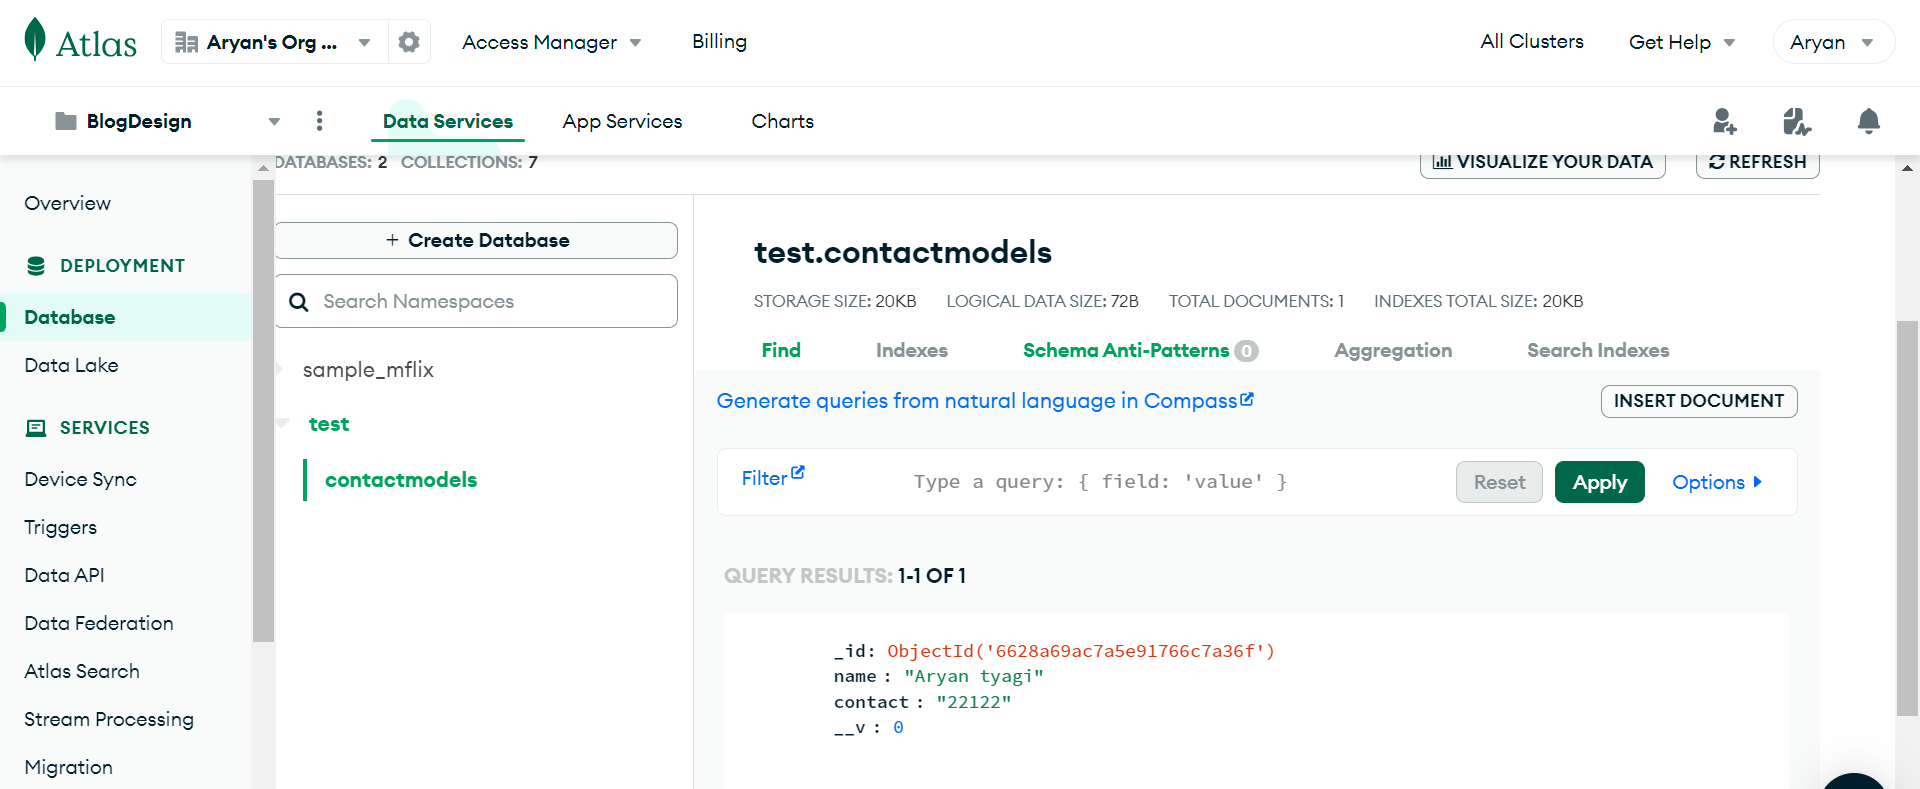 Atlas
Aryan's Org ...
Access Manager
Billing
All Clusters
Get Help
Aryan
BlogDesign
Data Services
App Services
Charts
DATABASES: 2 COLLECTIONS: 7
VISUALIZE YOUR DATA
REFRESH
Overview
DEPLOYMENT
Database
Data Lake
SERVICES
Device Sync
Triggers
Data API
Data Federation
Atlas Search
Stream Processing
Migration
+ Create Database
Search Namespaces
sample_mflix
test
contactmodels
test.contactmodels
STORAGE SIZE: 20KB LOGICAL DATA SIZE: 72B TOTAL DOCUMENTS: 1 INDEXES TOTAL SIZE: 20KB
Find Indexes Schema Anti-Patterns 0 Aggregation Search Indexes
Generate queries from natural language in Compass
INSERT DOCUMENT
Filter
Type a query: { field: 'value' }
Reset
Apply
Options
QUERY RESULTS: 1-1 OF 1
_id: ObjectId('6628a69ac7a5e91766c7a36f')
name : "Aryan tyagi"
contact : "22122"
__v : 0